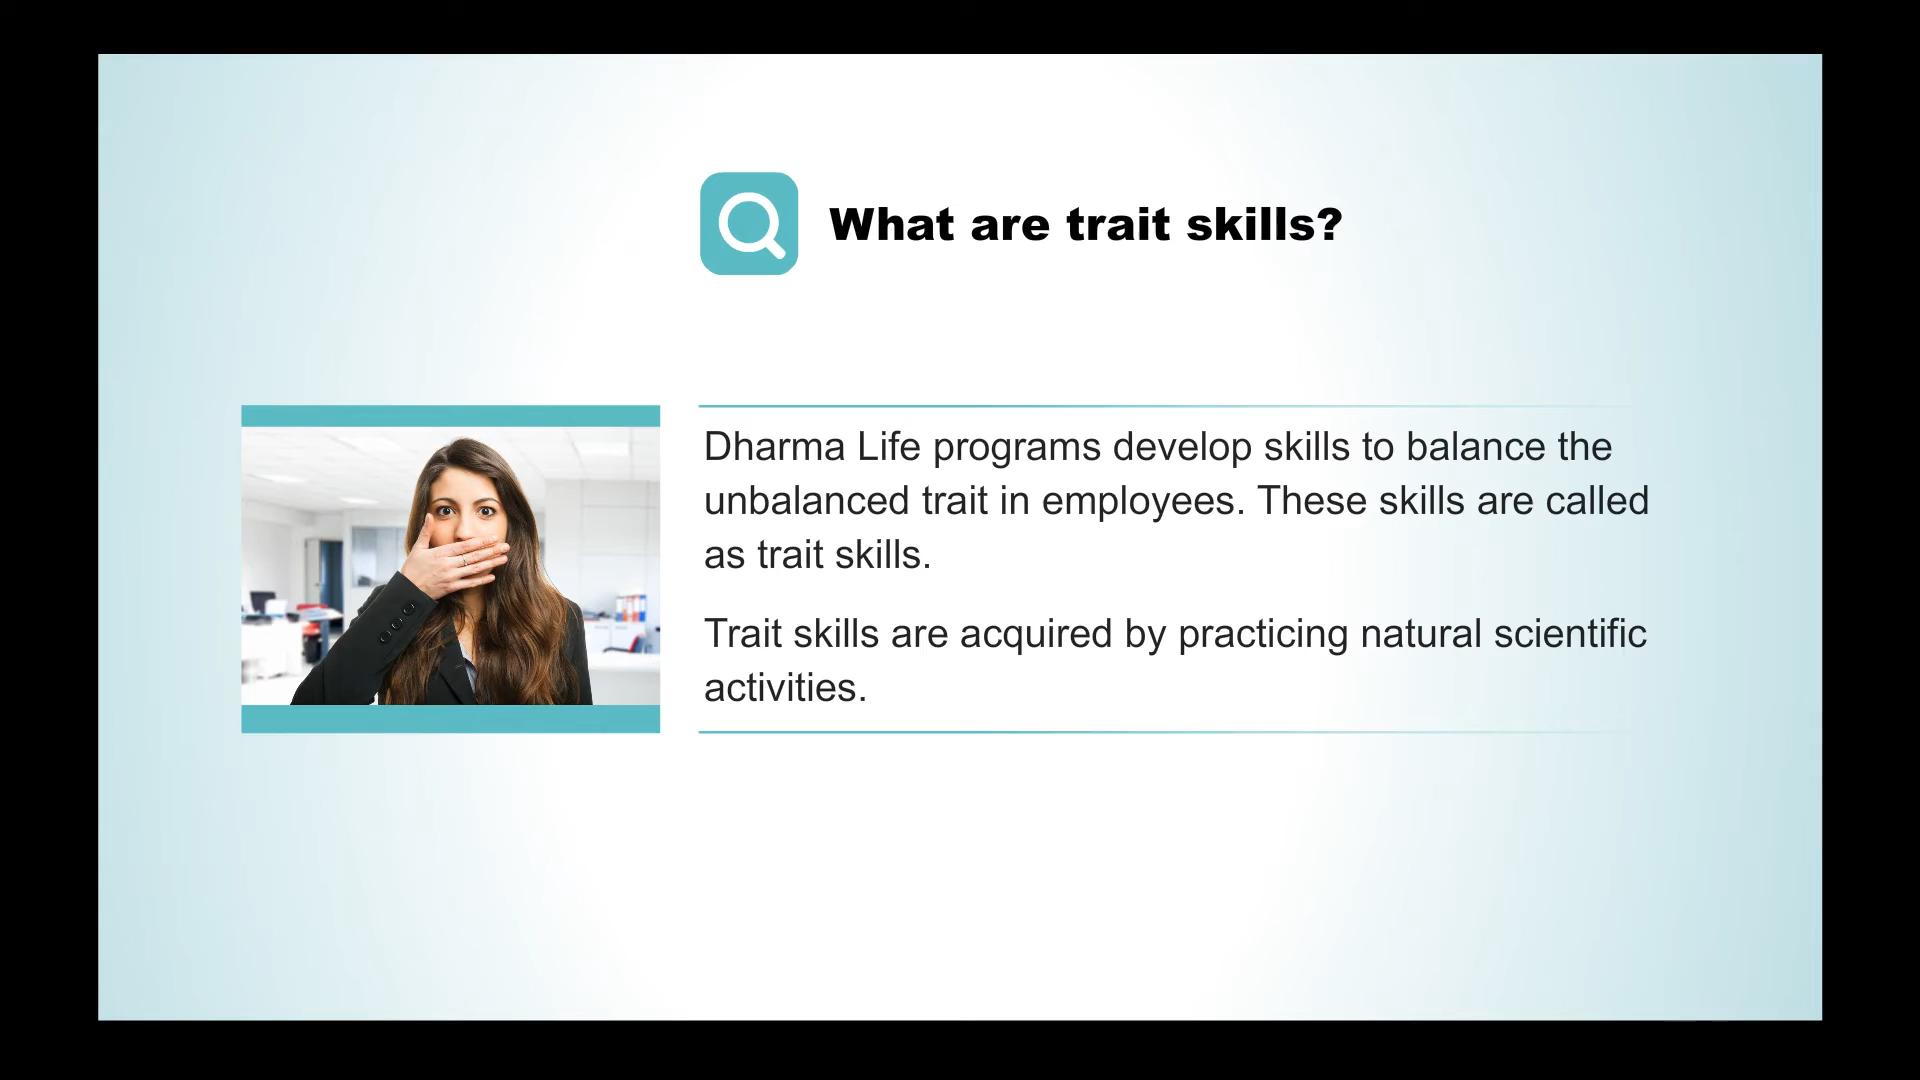 What are trait skills?
Dharma Life programs develop skills to balance the
unbalanced trait in employees. These skills are called
as trait skills.
Trait skills are acquired by practicing natural scientific
activities.